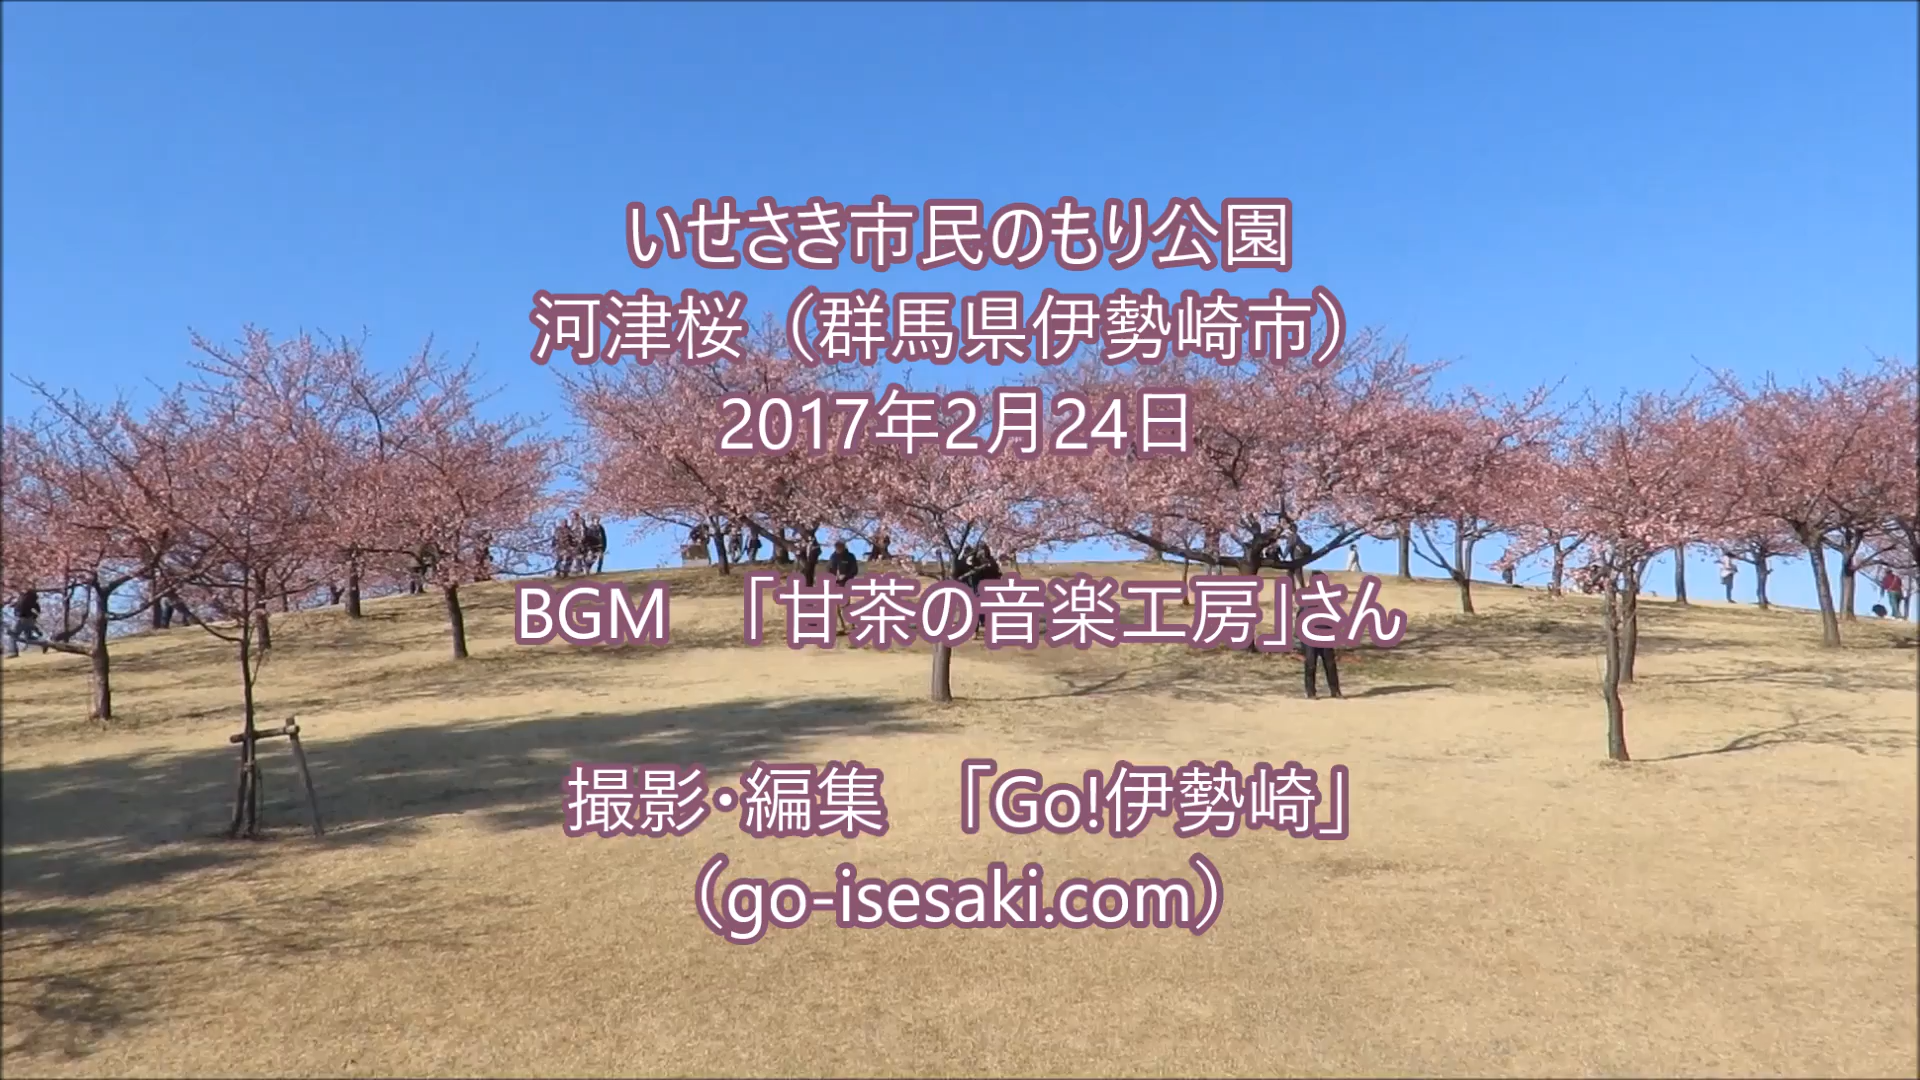 いせさき市民のもり公園
河津桜（群馬県伊勢崎市）
2017年2月24日
BGM　「甘茶の音楽工房」さん
撮影・編集　「Go!伊勢崎」
（go-isesaki.com）